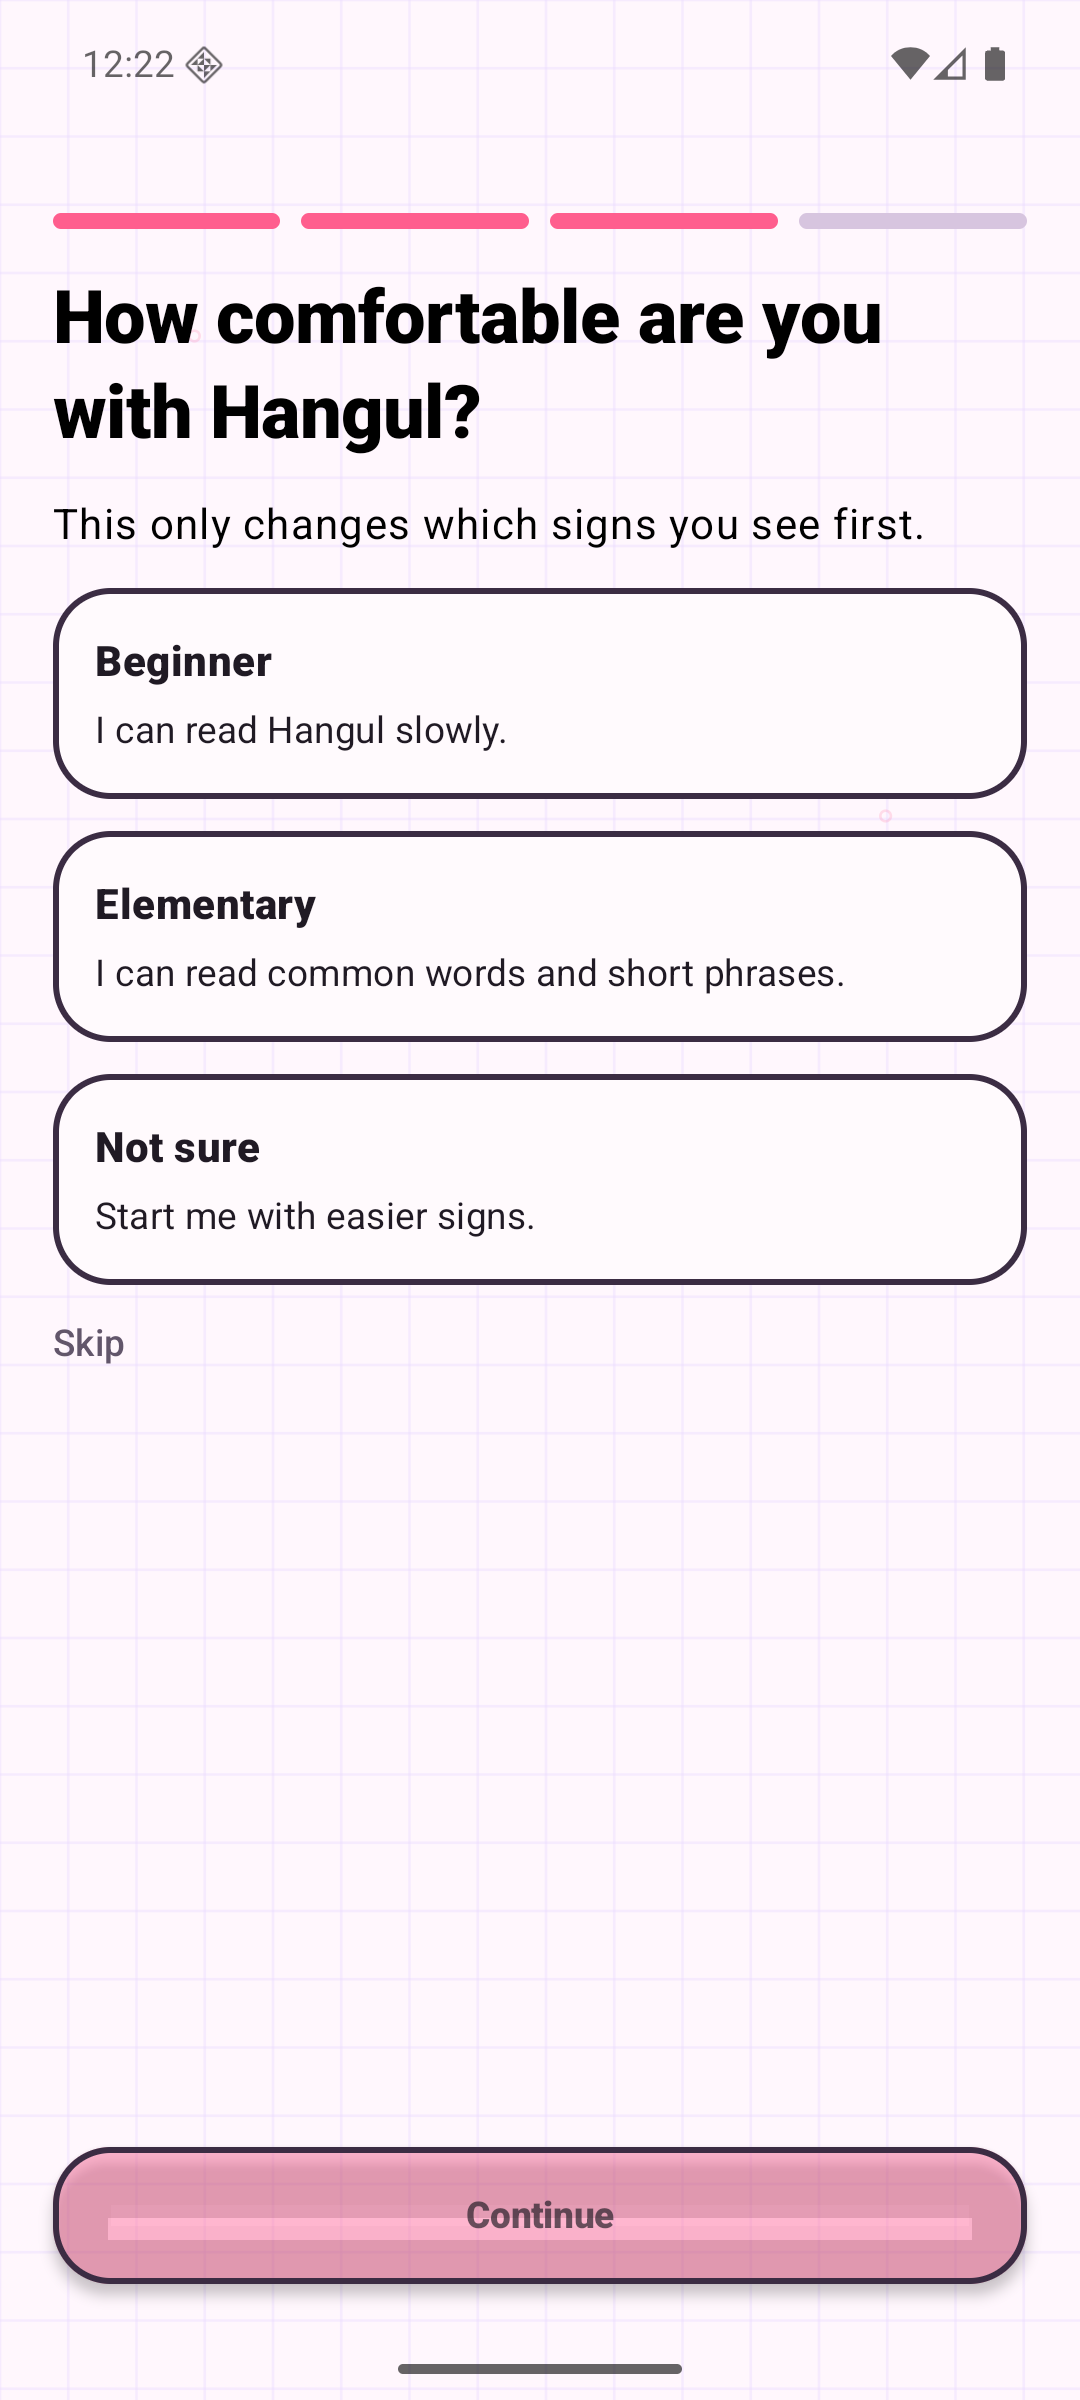 12:22
How comfortable are you
with Hangul?
This only changes which signs you see first.
Beginner
I can read Hangul slowly.
Elementary
I can read common words and short phrases.
Not sure
Start me with easier signs.
Skip
Continue